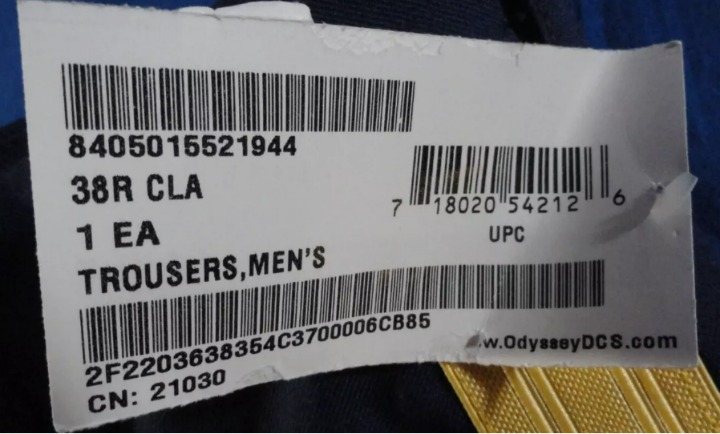 8405015521944
38R CLA
1 EA
TROUSERS,MEN'S
7 18020 54212 6
UPC
2F2203638354C3700006CB85
CN: 21030
w.OdysseyDCS.com